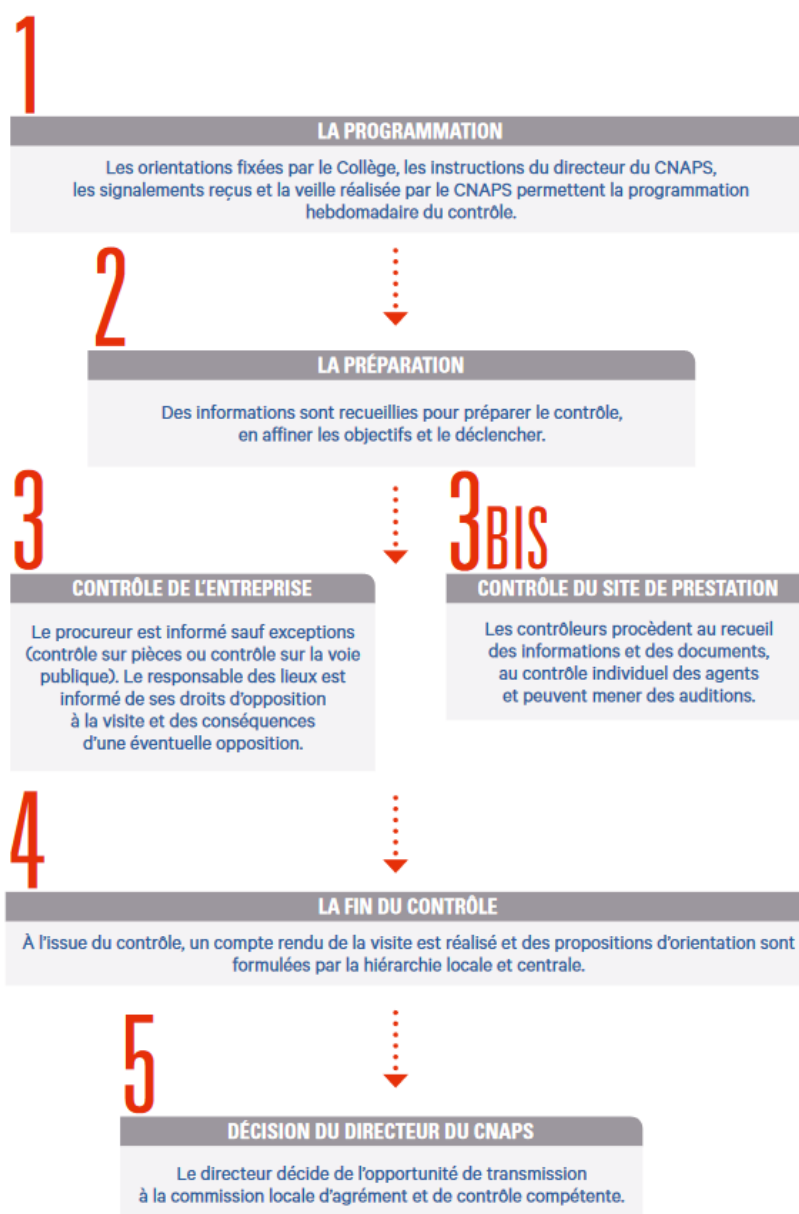 1
LA PROGRAMMATION
Les orientations fixées par le Collège, les instructions du directeur du CNAPS,
les signalements reçus et la veille réalisée par le CNAPS permettent la programmation
hebdomadaire du contrôle.
2
LA PRÉPARATION
Des informations sont recueillies pour préparer le contrôle,
en affiner les objectifs et le déclencher.
3
CONTRÔLE DE L'ENTREPRISE
Le procureur est informé sauf exceptions
(contrôle sur pièces ou contrôle sur la voie
publique). Le responsable des lieux est
informé de ses droits d'opposition
à la visite et des conséquences
d'une éventuelle opposition.
3BIS
CONTRÔLE DU SITE DE PRESTATION
Les contrôleurs procèdent au recueil
des informations et des documents,
au contrôle individuel des agents
et peuvent mener des auditions.
4
LA FIN DU CONTRÔLE
À l'issue du contrôle, un compte rendu de la visite est réalisé et des propositions d'orientation sont
formulées par la hiérarchie locale et centrale.
5
DÉCISION DU DIRECTEUR DU CNAPS
Le directeur décide de l'opportunité de transmission
à la commission locale d'agrément et de contrôle compétente.